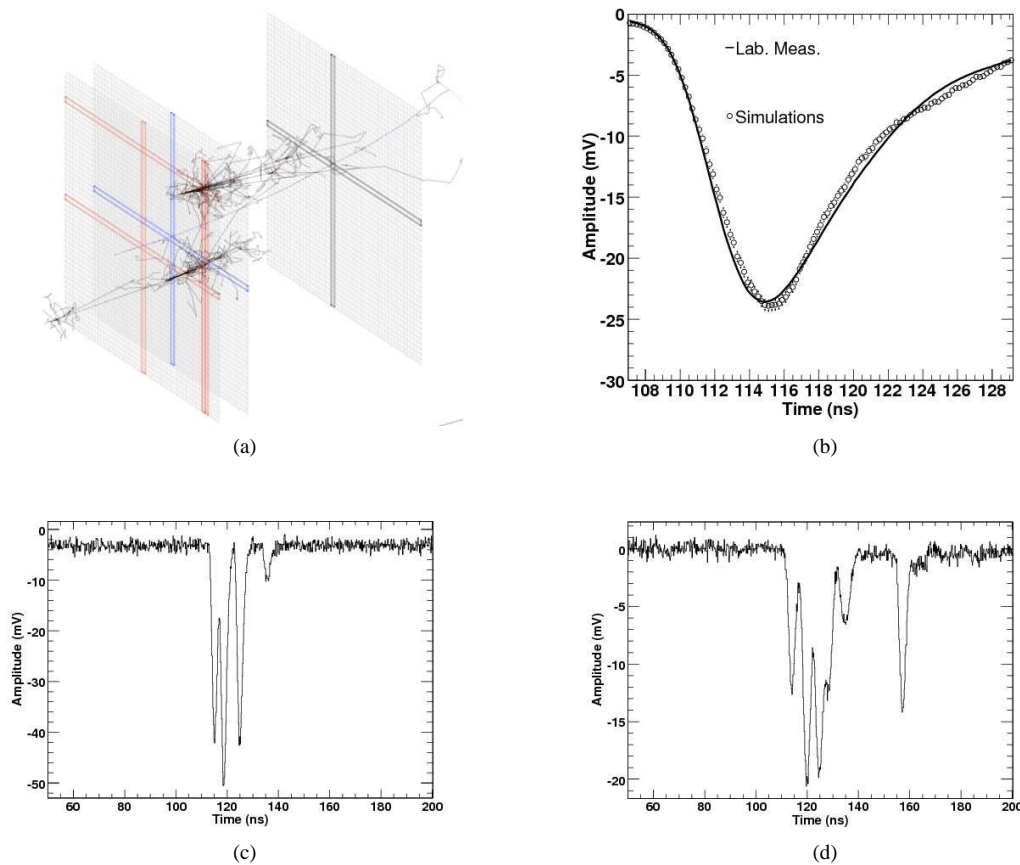 0
-5
-10
-15
-20
-25
-30
Amplitude (mV)
Lab. Meas.
Simulations
108 110 112 114 116 118 120 122 124 126 128
Time (ns)
(a)
(b)
0
-10
-20
-30
-40
-50
Amplitude (mV)
60 80 100 120 140 160 180 200
Time (ns)
(c)
0
-5
-10
-15
-20
Amplitude (mV)
60 80 100 120 140 160 180 200
Time (ns)
(d)